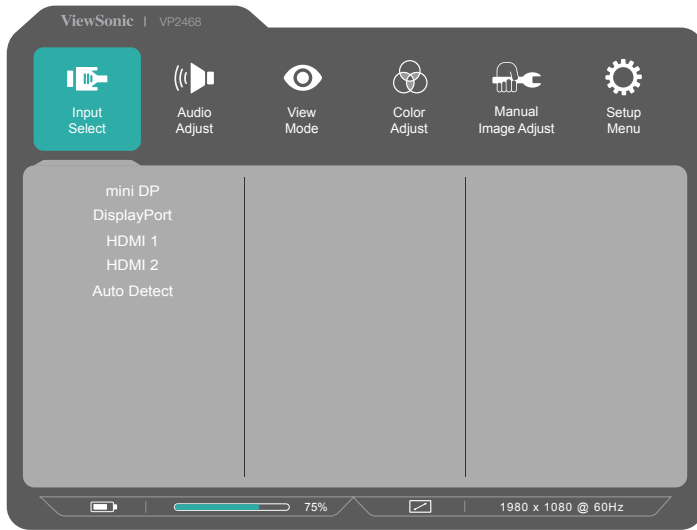 ViewSonic | VP2468
Input
Select
Audio
Adjust
View
Mode
Color
Adjust
Manual
Image Adjust
Setup
Menu
mini DP
DisplayPort
HDMI 1
HDMI 2
Auto Detect
75%
1980 x 1080 @ 60Hz